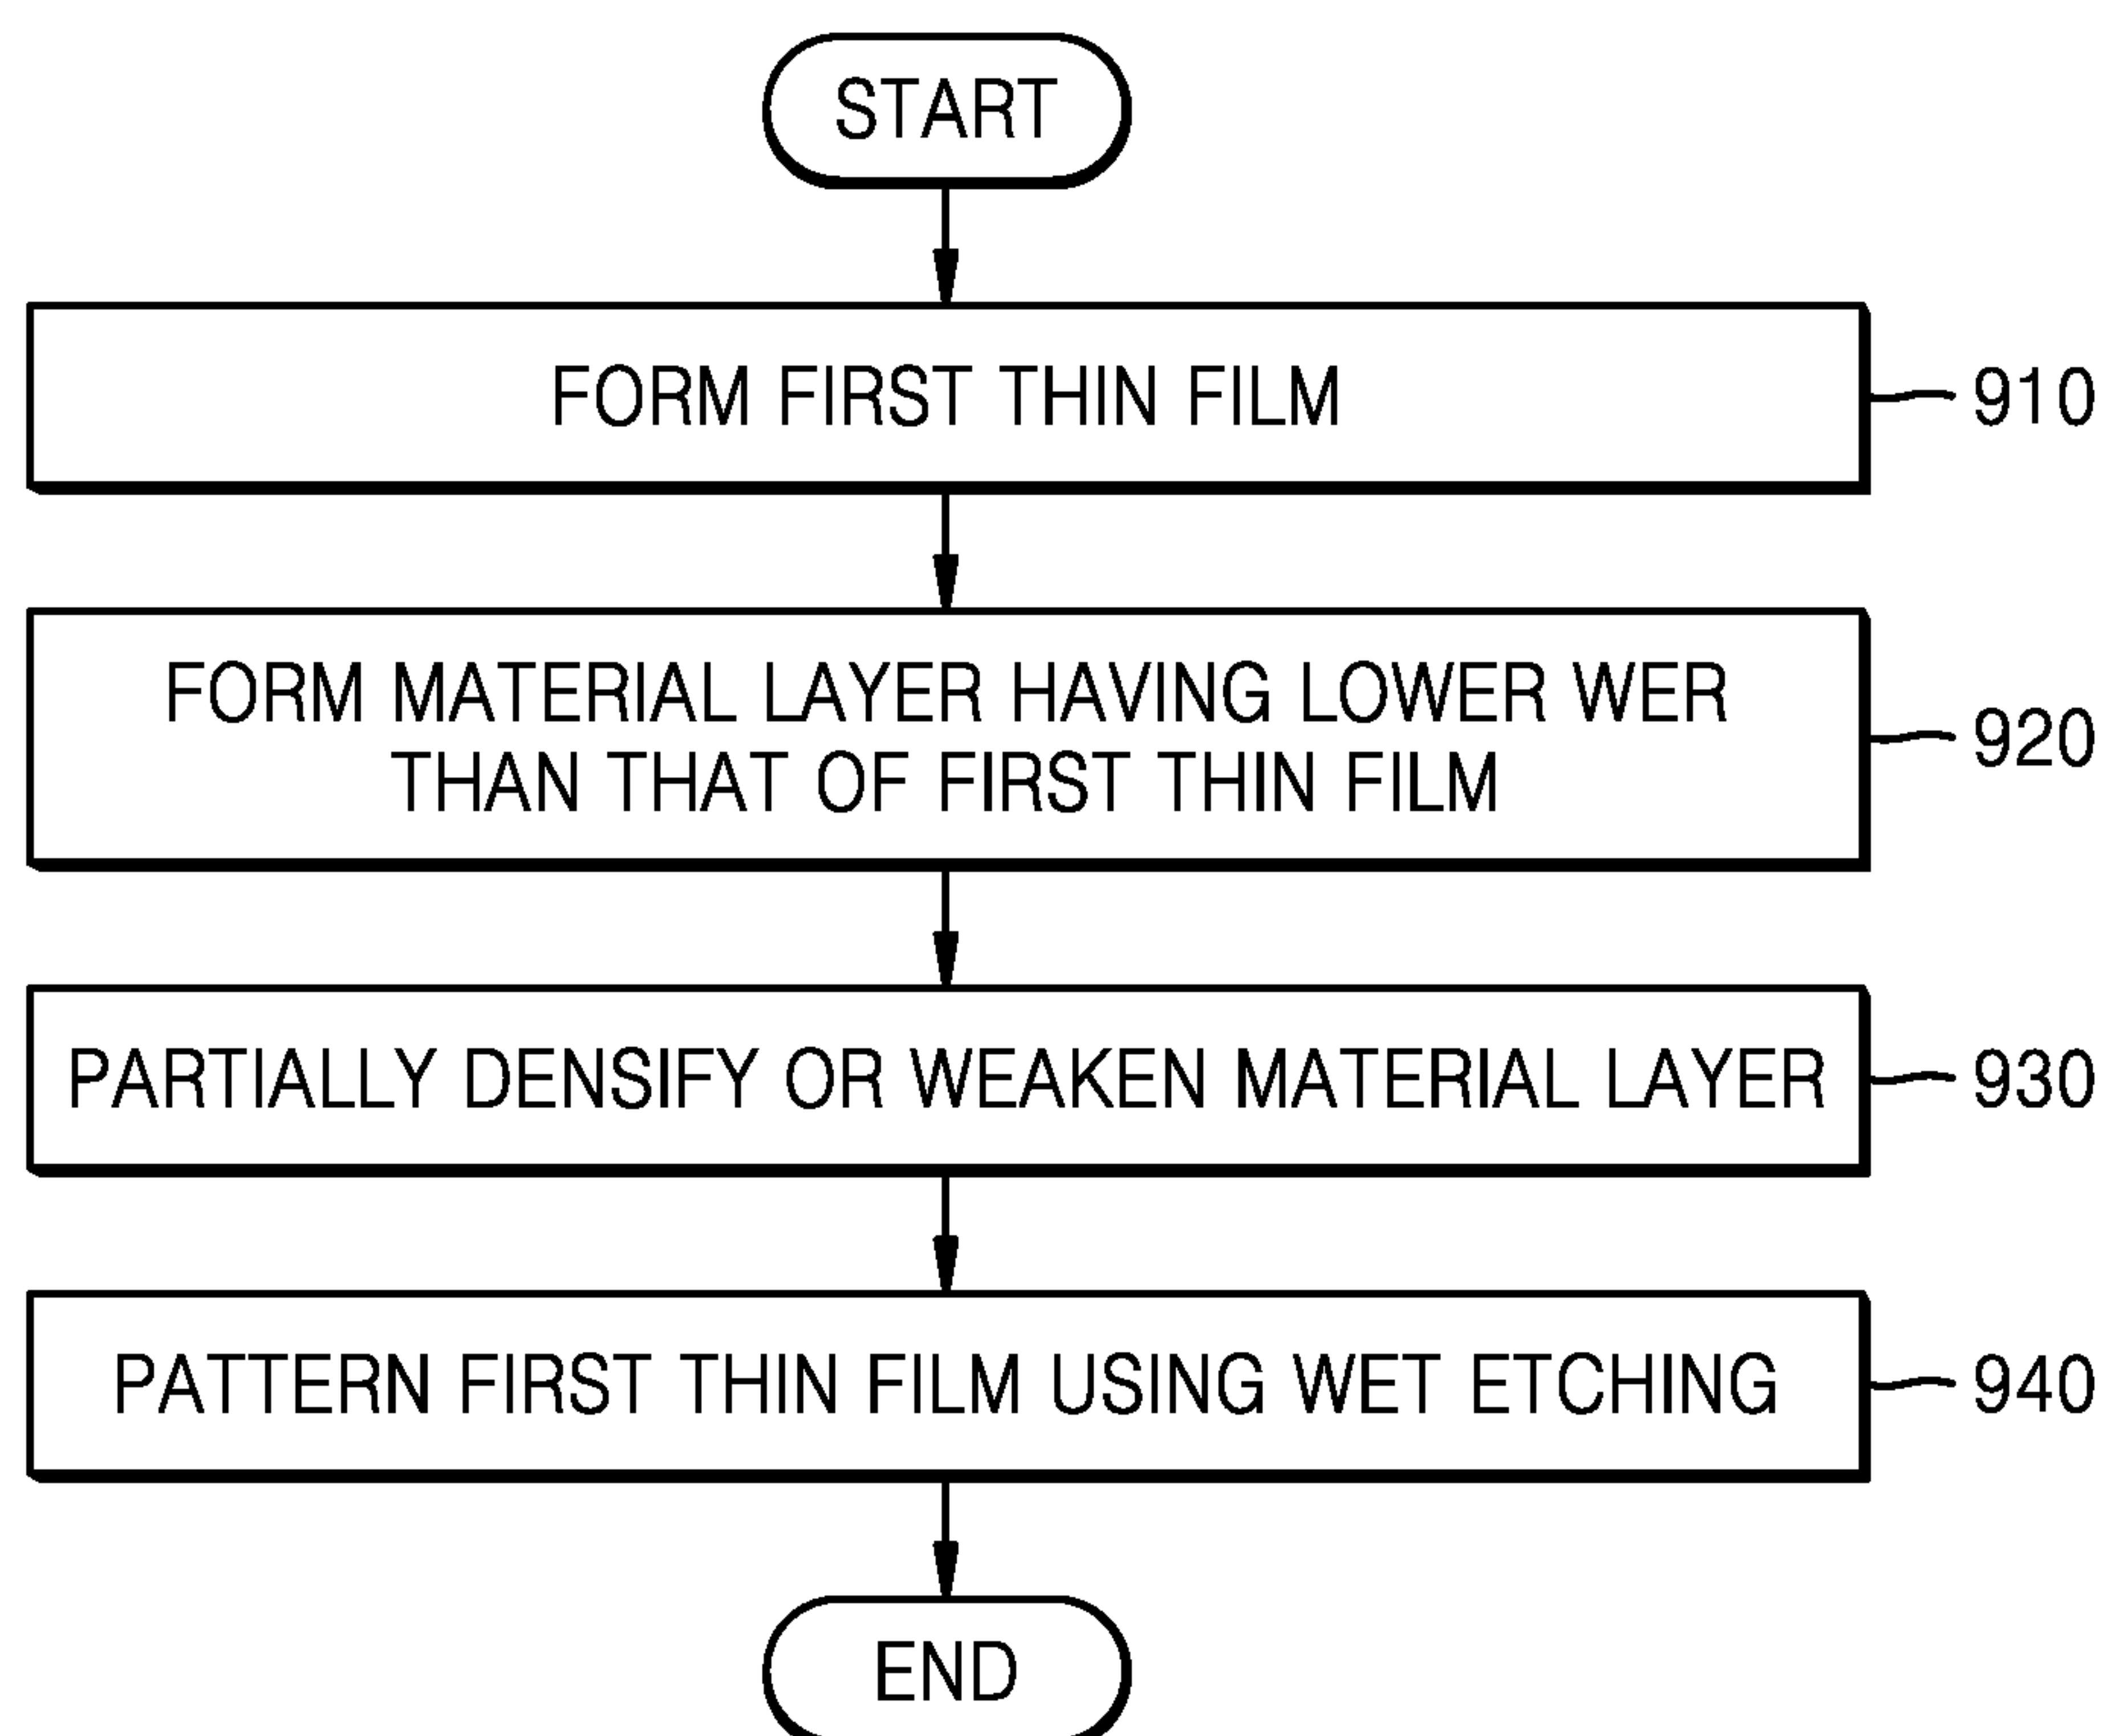 START
FORM FIRST THIN FILM
910
FORM MATERIAL LAYER HAVING LOWER WER
THAN THAT OF FIRST THIN FILM
920
PARTIALLY DENSIFY OR WEAKEN MATERIAL LAYER
930
PATTERN FIRST THIN FILM USING WET ETCHING
940
END